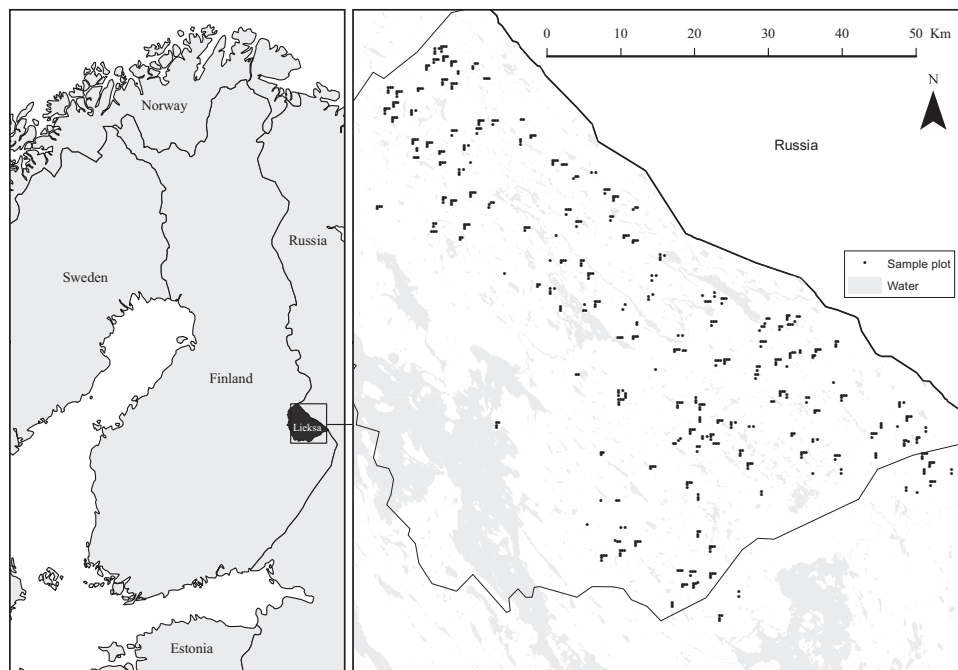 Norway
Russia
Sweden
Finland
Lieksa
Estonia
0 10 20 30 40 50 Km
N
Russia
Sample plot
Water